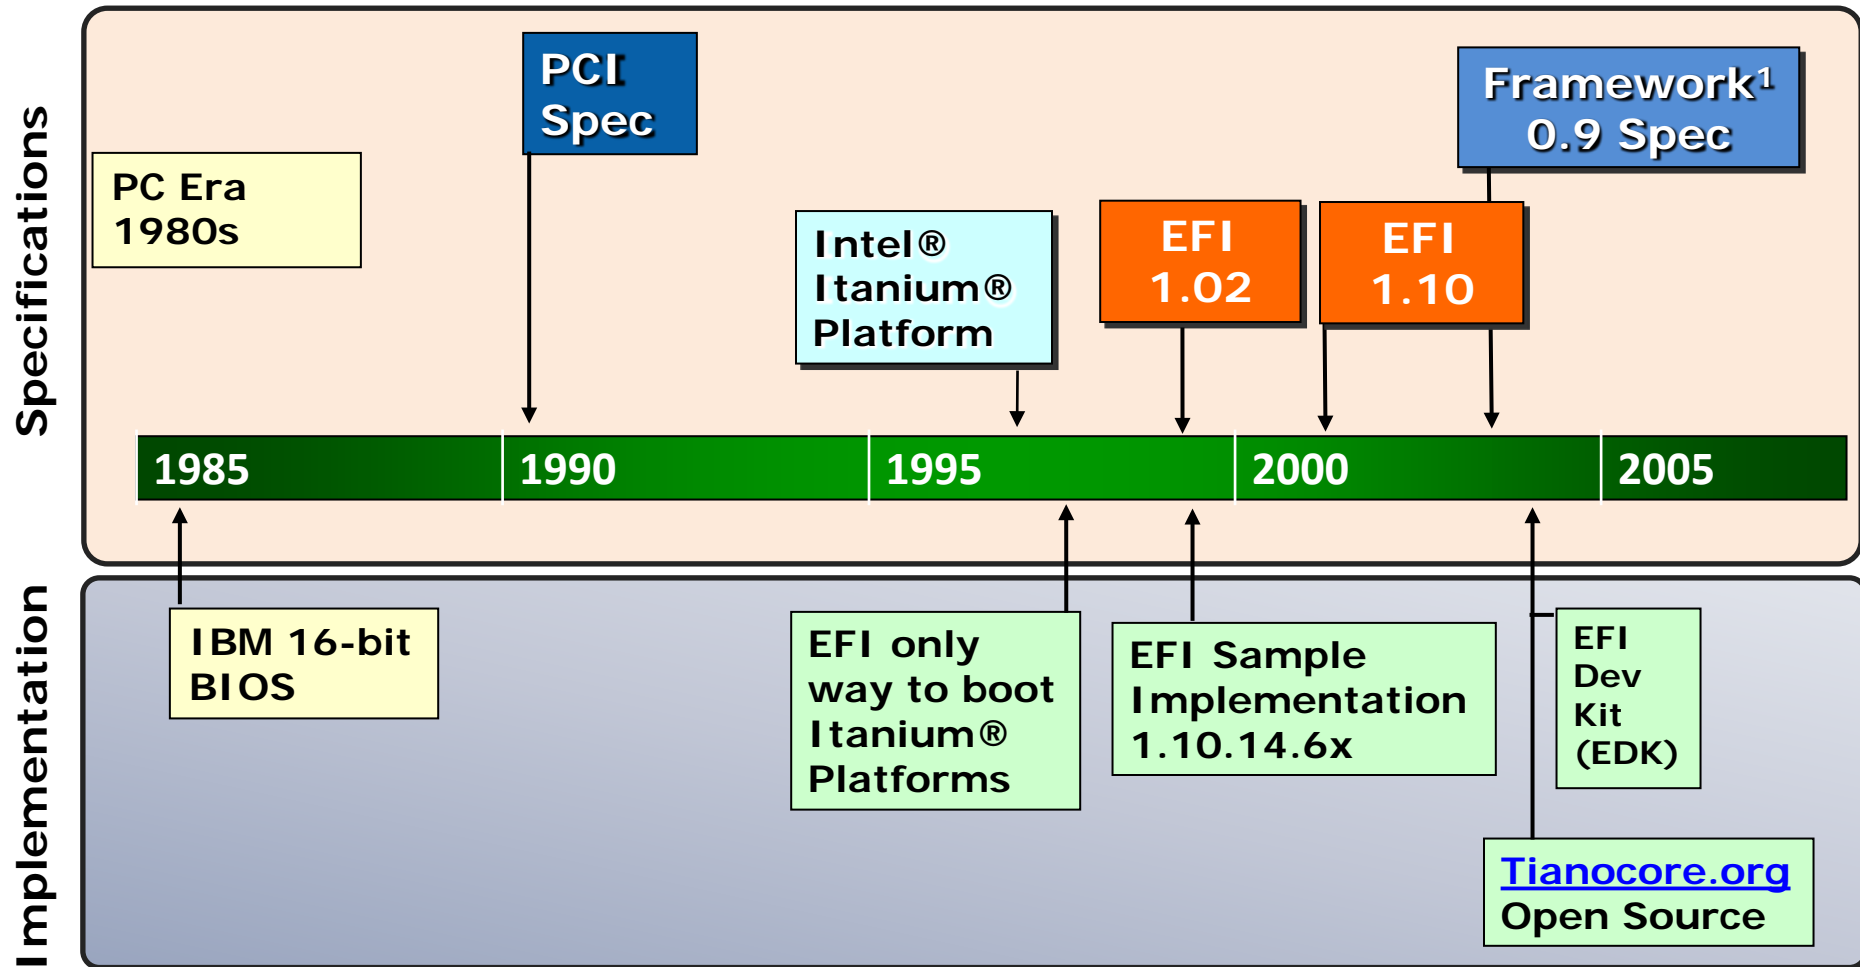 Specifications
PC Era
1980s
PCI
Spec
Intel®
Itanium®
Platform
EFI
1.02
EFI
1.10
Framework¹
0.9 Spec
1985
1990
1995
2000
2005
Implementation
IBM 16-bit
BIOS
EFI only
way to boot
Itanium®
Platforms
EFI Sample
Implementation
1.10.14.6x
EFI
Dev
Kit
(EDK)
Tianocore.org
Open Source